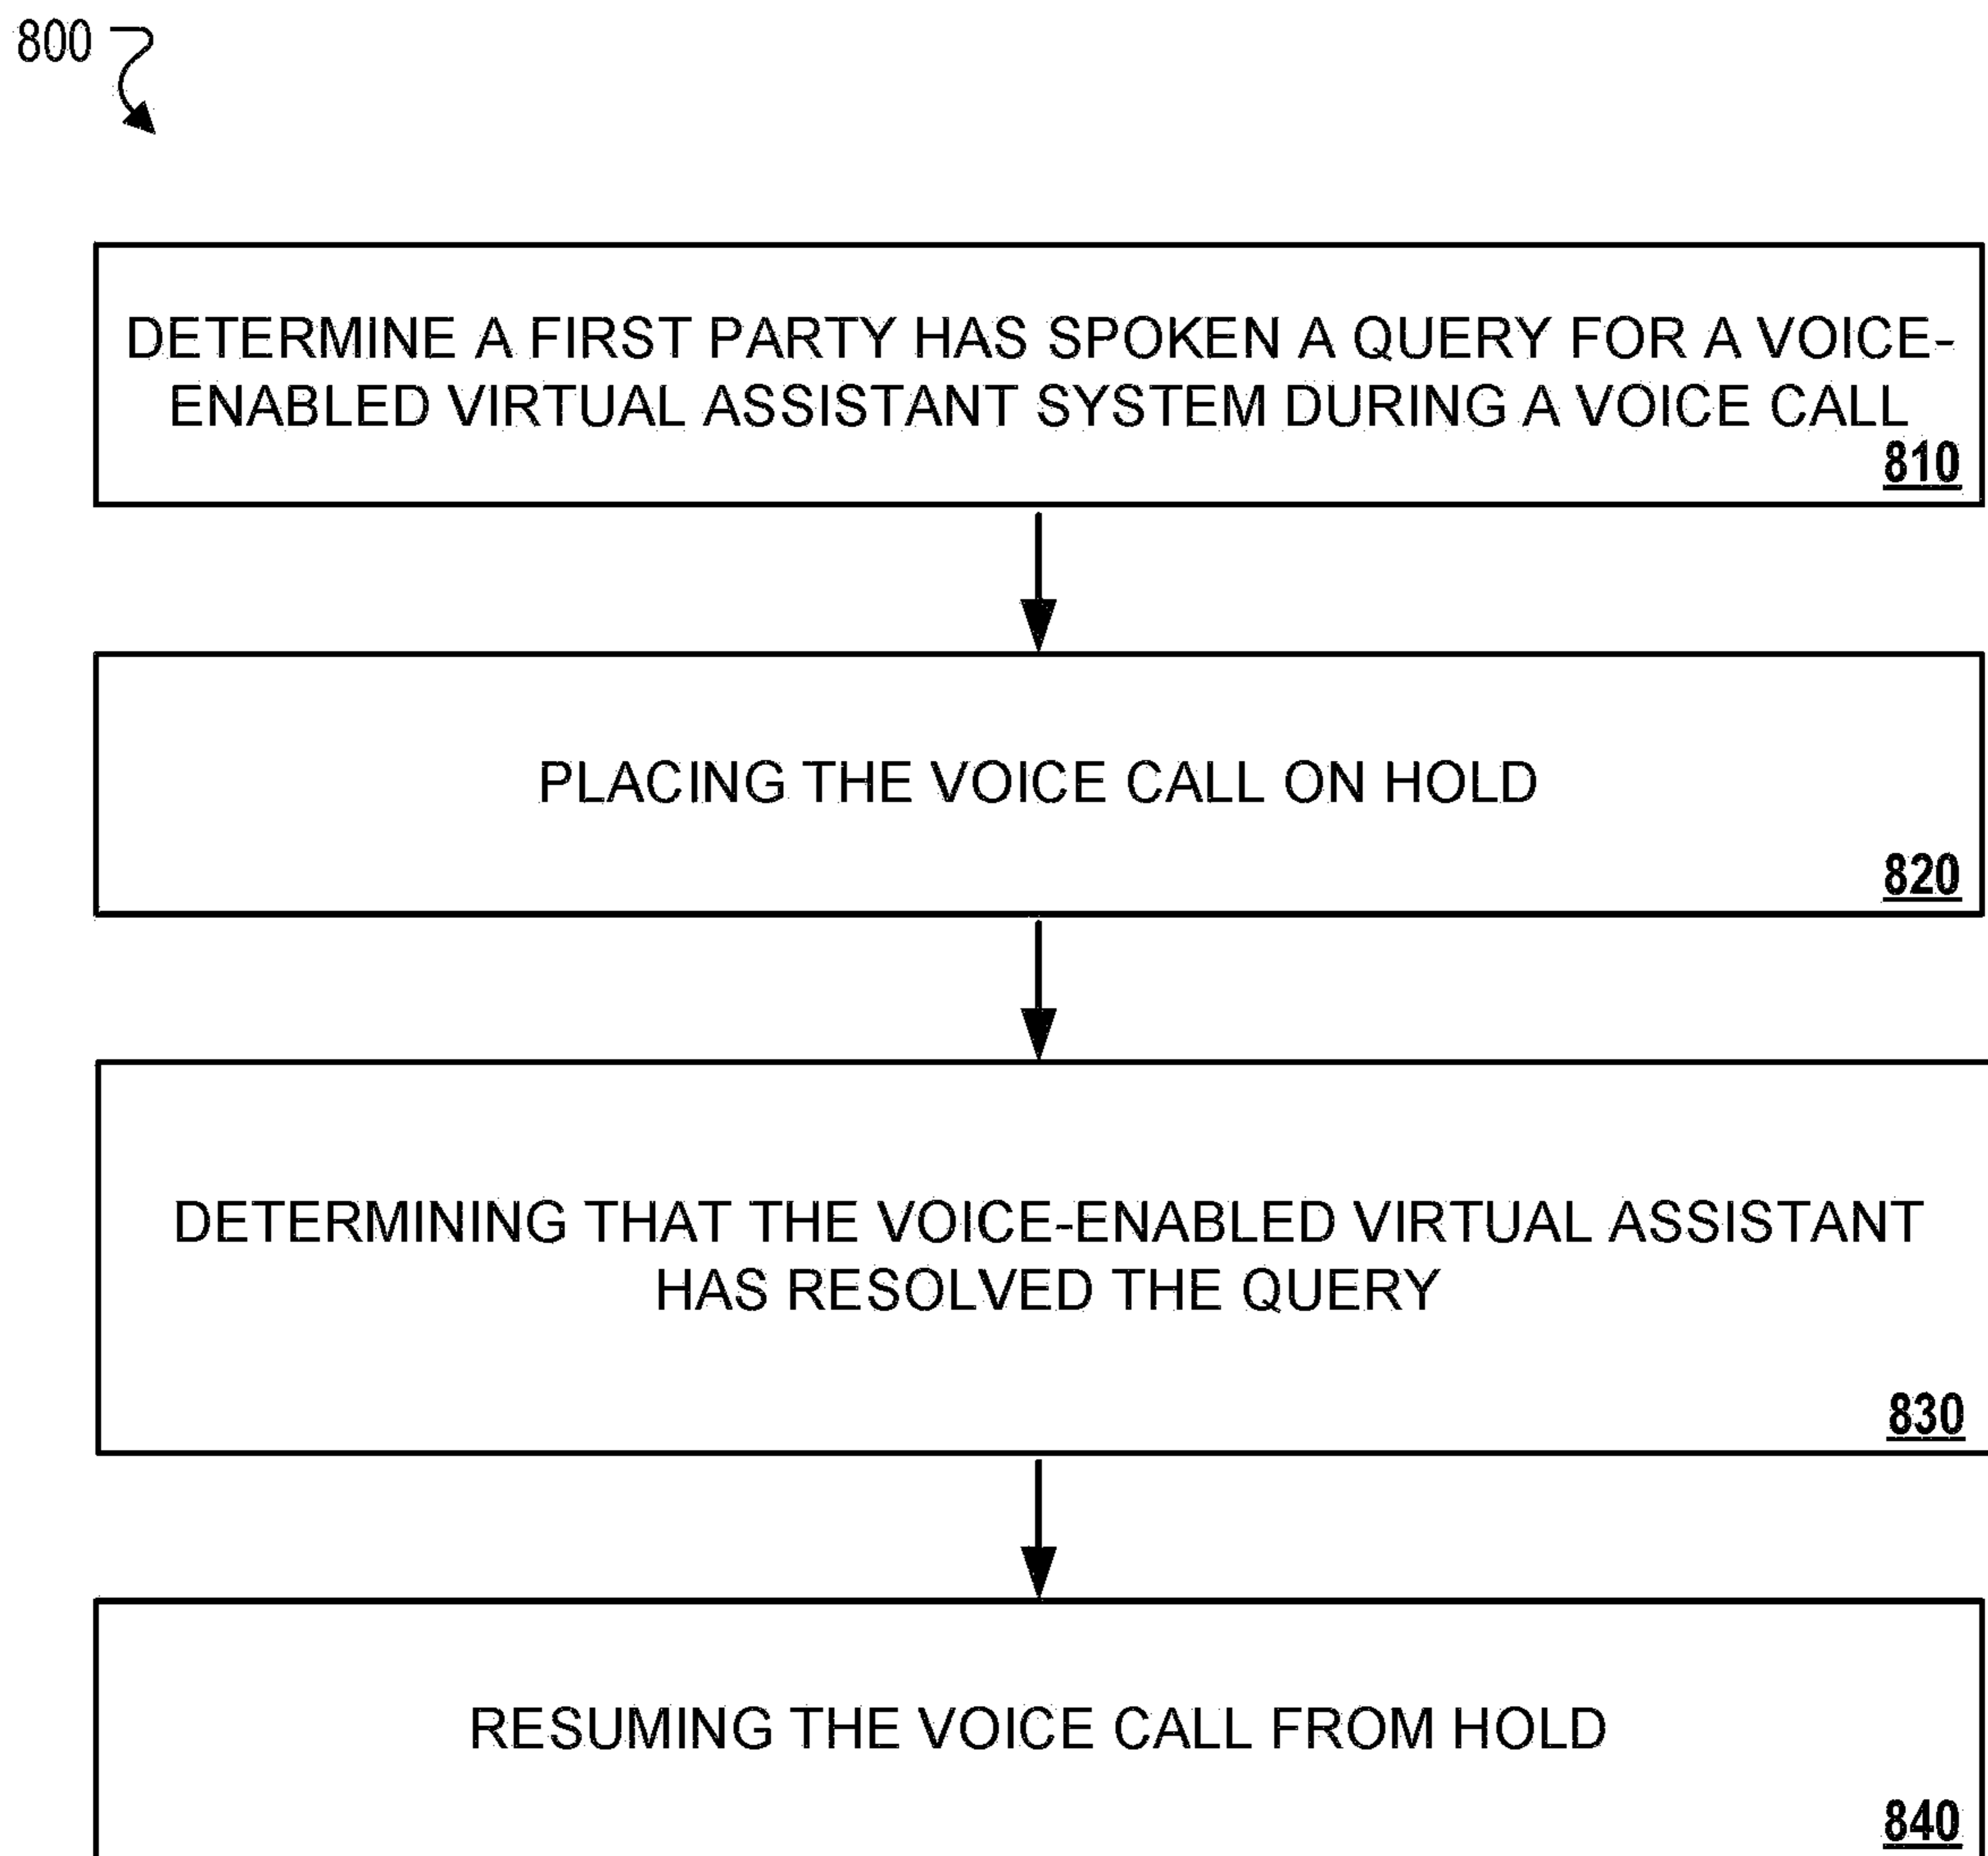 800
DETERMINE A FIRST PARTY HAS SPOKEN A QUERY FOR A VOICE-
ENABLED VIRTUAL ASSISTANT SYSTEM DURING A VOICE CALL
810
PLACING THE VOICE CALL ON HOLD
820
DETERMINING THAT THE VOICE-ENABLED VIRTUAL ASSISTANT
HAS RESOLVED THE QUERY
830
RESUMING THE VOICE CALL FROM HOLD
840